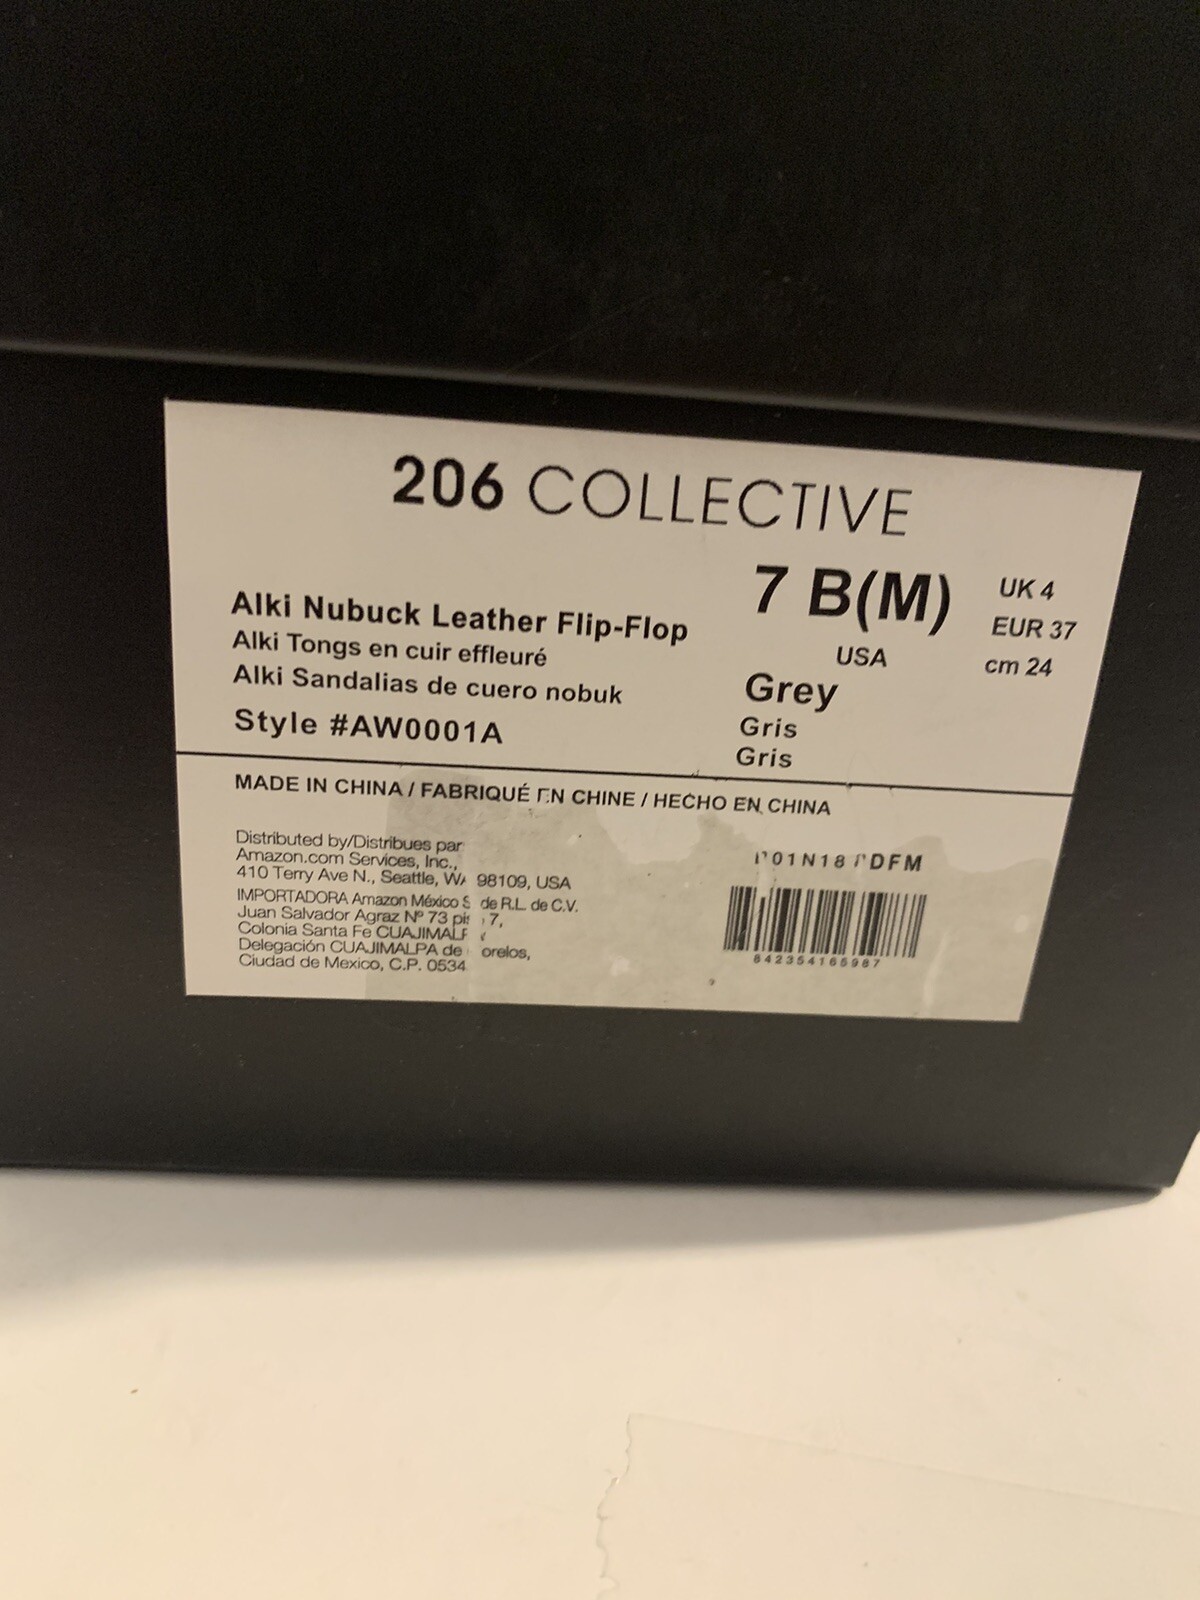 206 COLLECTIVE
Alki Nubuck Leather Flip-Flop
Alki Tongs en cuir effleuré
Alki Sandalias de cuero nobuk
Style #AW0001A
7 B(M)
USA
UK 4
EUR 37
cm 24
Grey
Gris
Gris
MADE IN CHINA / FABRIQUÉ EN CHINE / HECHO EN CHINA
Distributed by/Distribues par
Amazon.com Services, Inc.,
410 Terry Ave N., Seattle, WA 98109, USA
IMPORTADORA Amazon México S de R.L. de C.V.
Juan Salvador Agraz Nº 73 7,
Colonia Santa Fe
Delegación CUAJIMALPA de
Ciudad de Mexico, C.P. 0534
842354165987